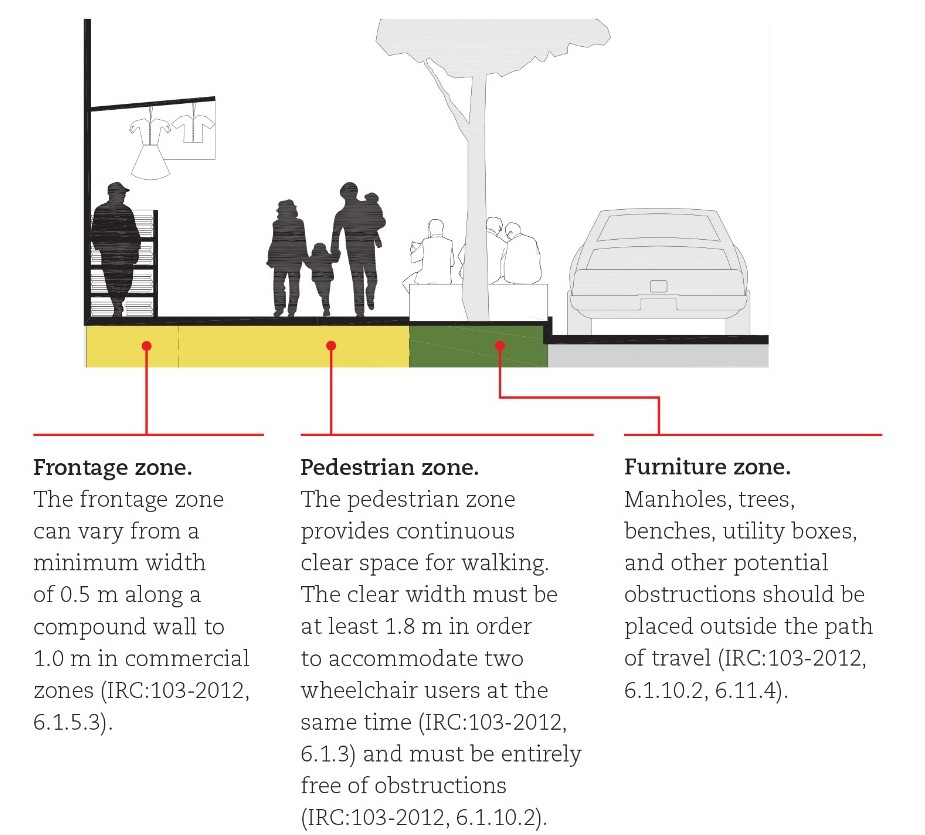 Frontage zone.
The frontage zone
can vary from a
minimum width
of 0.5 m along a
compound wall to
1.0 m in commercial
zones (IRC:103-2012,
6.1.5.3).
Pedestrian zone.
The pedestrian zone
provides continuous
clear space for walking.
The clear width must be
at least 1.8 m in order
to accommodate two
wheelchair users at the
same time (IRC:103-2012,
6.1.3) and must be entirely
free of obstructions
(IRC:103-2012, 6.1.10.2).
Furniture zone.
Manholes, trees,
benches, utility boxes,
and other potential
obstructions should be
placed outside the path
of travel (IRC:103-2012,
6.1.10.2, 6.11.4).